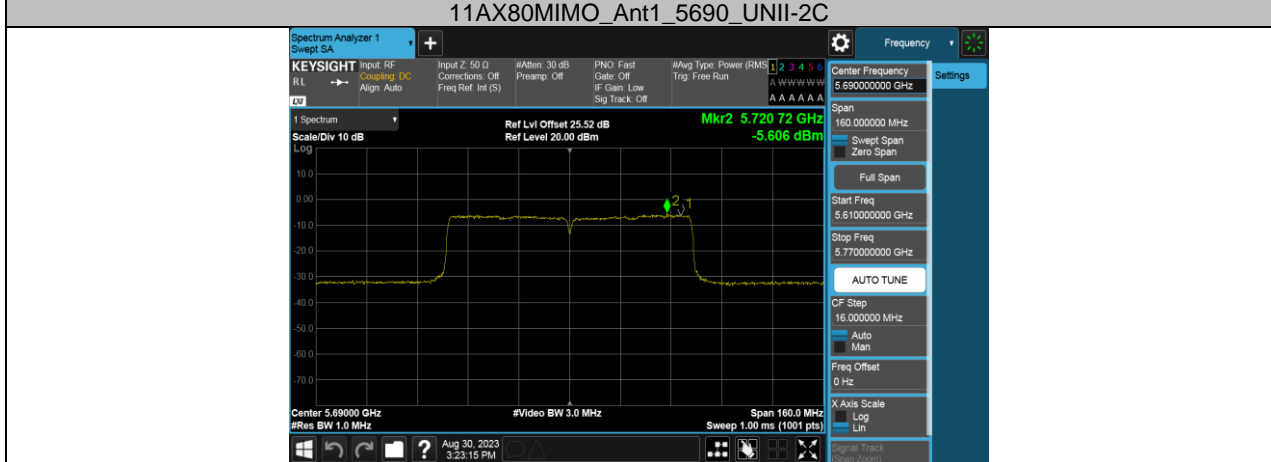 11AX80MIMO_Ant1_5690_UNII-2C
Spectrum Analyzer 1
Swept SA
Frequency
KEYSIGHT
RL
LXI
Input: RF
Coupling: DC
Align: Auto
Input Z: 50 Ω
Corrections: Off
Freq Ref: Int (S)
#Atten: 30 dB
Preamp: Off
PNO: Fast
Gate: Off
IF Gain: Low
Sig Track: Off
#Avg Type: Power (RMS
Trig: Free Run
1 2 3 4 5 6
A W W W W W
A A A A A A
1 Spectrum
Scale/Div 10 dB
Ref Lvl Offset 25.52 dB
Ref Level 20.00 dBm
Mkr2 5.720 72 GHz
-5.606 dBm
Log
10.0
0.00
-10.0
-20.0
-30.0
-40.0
-50.0
-60.0
-70.0
2
1
Center 5.69000 GHz
#Res BW 1.0 MHz
#Video BW 3.0 MHz
Span 160.0 MHz
Sweep 1.00 ms (1001 pts)
Aug 30, 2023
3:23:15 PM
Center Frequency
5.690000000 GHz
Settings
Span
160.000000 MHz
Swept Span
Zero Span
Full Span
Start Freq
5.610000000 GHz
Stop Freq
5.770000000 GHz
AUTO TUNE
CF Step
16.000000 MHz
Auto
Man
Freq Offset
0 Hz
X Axis Scale
Log
Lin
Signal Track
(Span Zoom)